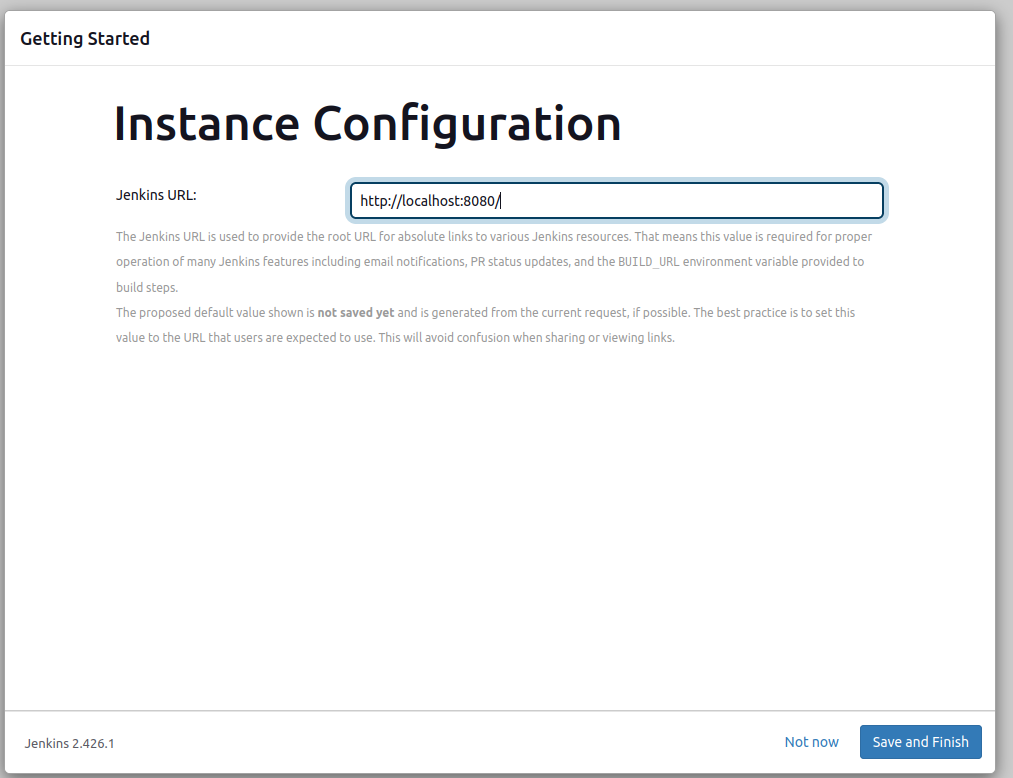 Getting Started
Instance Configuration
Jenkins URL:
http://localhost:8080/
The Jenkins URL is used to provide the root URL for absolute links to various Jenkins resources. That means this value is required for proper
operation of many Jenkins features including email notifications, PR status updates, and the BUILD_URL environment variable provided to
build steps.
The proposed default value shown is not saved yet and is generated from the current request, if possible. The best practice is to set this
value to the URL that users are expected to use. This will avoid confusion when sharing or viewing links.
Jenkins 2.426.1
Not now
Save and Finish